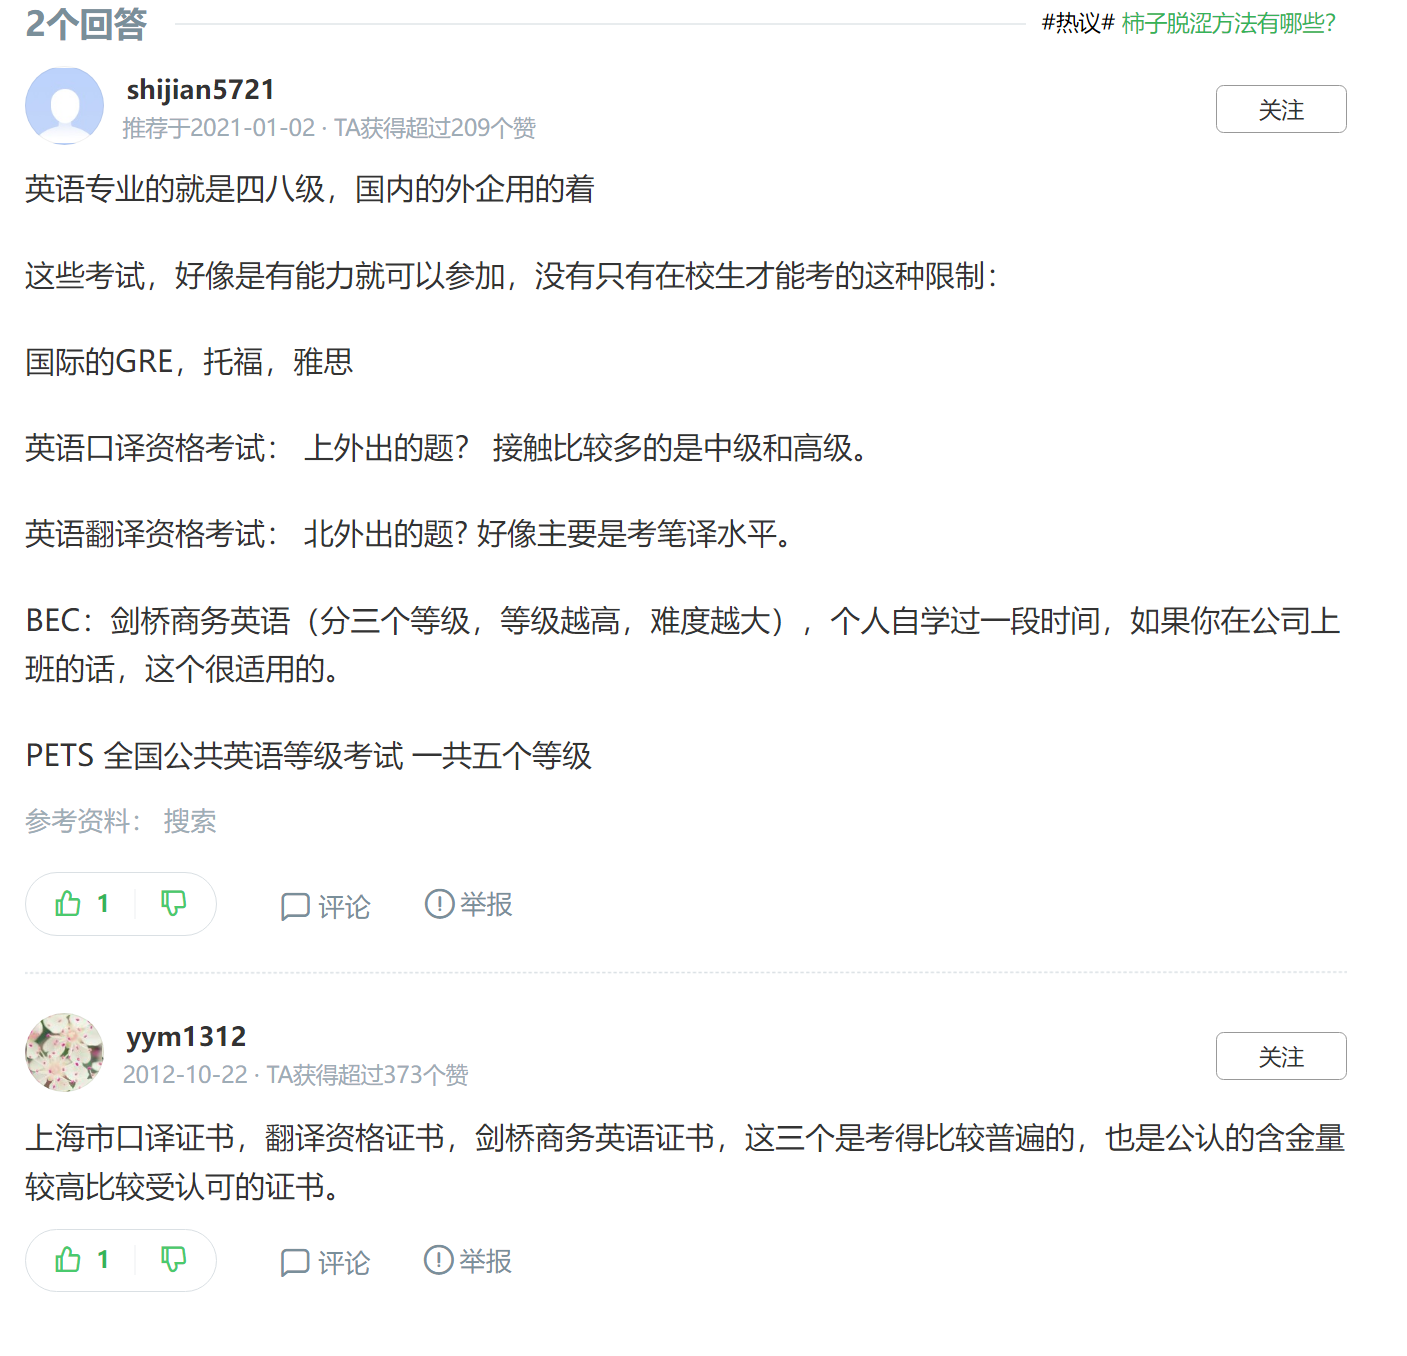 2个回答
#热议# 柿子脱涩方法有哪些？
shijian5721
推荐于2021-01-02 · TA获得超过209个赞
关注
英语专业的就是四八级，国内的外企用的着
这些考试，好像是有能力就可以参加，没有只有在校生才能考的这种限制：
国际的GRE，托福，雅思
英语口译资格考试： 上外出的题？ 接触比较多的是中级和高级。
英语翻译资格考试： 北外出的题? 好像主要是考笔译水平。
BEC：剑桥商务英语（分三个等级，等级越高，难度越大），个人自学过一段时间，如果你在公司上
班的话，这个很适用的。
PETS 全国公共英语等级考试 一共五个等级
参考资料： 搜索
1 评论 举报
yym1312
2012-10-22 · TA获得超过373个赞
关注
上海市口译证书，翻译资格证书，剑桥商务英语证书，这三个是考得比较普遍的，也是公认的含金量
较高比较受认可的证书。
1 评论 举报